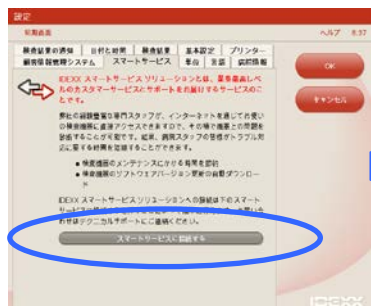 設定
初期画面
ヘルプ 8:37
検査結果の通知 日付と時間 検査結果 基本設定 プリンター
顧客情報管理システム スマートサービス 単位 言語 病院情報
OK
キャンセル
IDEXX スマートサービス ソリューションとは、業界最高レベ
ルのカスタマーサービスとサポートをお届けするサービスのこ
とです。
弊社の経験豊富な専門スタッフが、インターネットを通じてお使い
の検査機器に直接アクセスできますので、その場で機器上の問題を
診断することが可能です。結果、病院スタッフの皆様がトラブル対
応に要する時間を短縮することができます。
• 検査機器のメンテナンスにかける時間を節約
• 検査機器のソフトウェアバージョン更新の自動ダウンロー
ド
IDEXX スマートサービスソリューションへの接続は下のスマート
わせはテクニカルサポートにご連絡ください。
スマートサービスに接続する
IDEXX